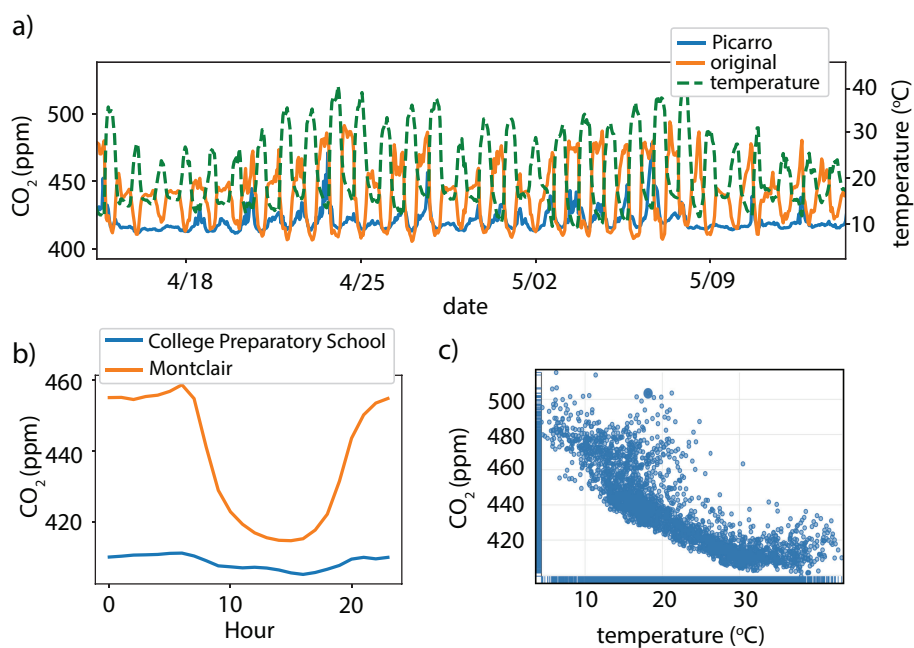 a)
Picarro
original
temperature
500
450
400
CO₂ (ppm)
40
30
20
10
temperature (°C)
4/18
4/25
5/02
5/09
date
b)
College Preparatory School
Montclair
460
440
420
CO₂ (ppm)
0
10
20
Hour
c)
500
480
460
440
420
CO₂ (ppm)
10
20
30
temperature (°C)